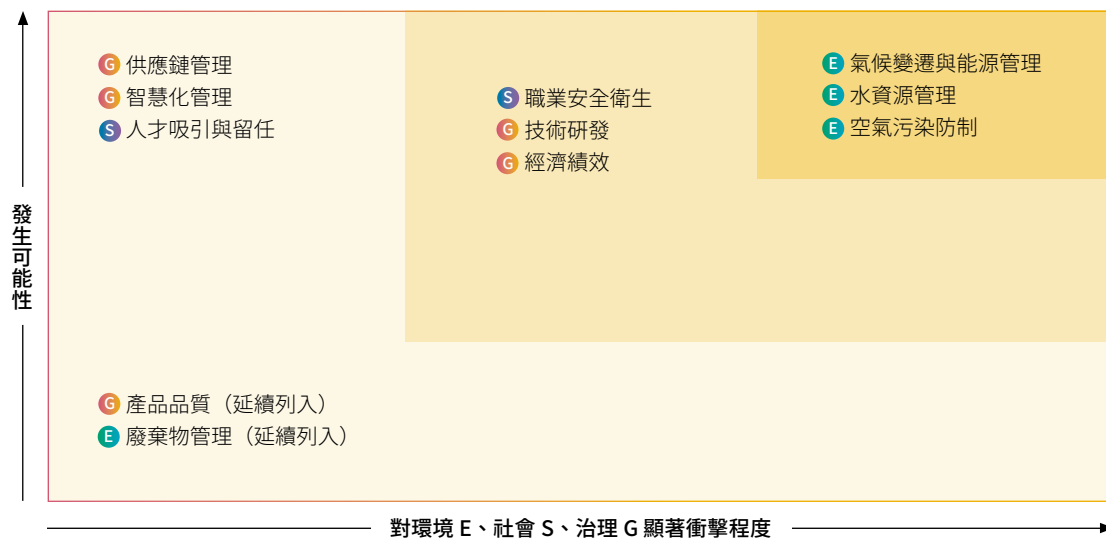 G 供應鏈管理
G 智慧化管理
S 人才吸引與留任
S 職業安全衛生
G 技術研發
G 經濟績效
E 氣候變遷與能源管理
E 水資源管理
E 空氣污染防制
發生可能性
G 產品品質（延續列入）
E 廢棄物管理（延續列入）
對環境 E、社會 S、治理 G 顯著衝擊程度